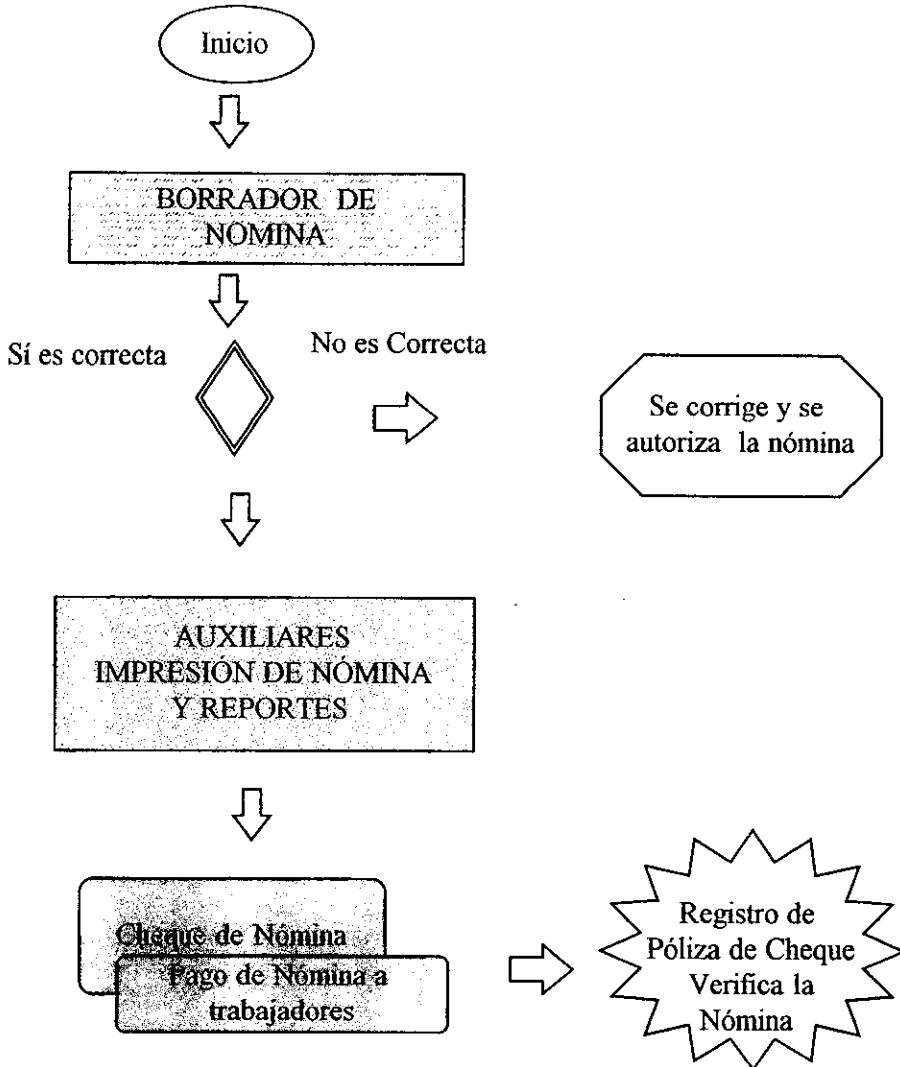 Inicio
BORRADOR DE
NOMINA
Sí es correcta
No es Correcta
Se corrige y se
autoriza la nómina
AUXILIARES
IMPRESIÓN DE NÓMINA
Y REPORTES
Cheque de Nómina
Pago de Nómina a
trabajadores
Registro de
Póliza de Cheque
Verifica la
Nómina